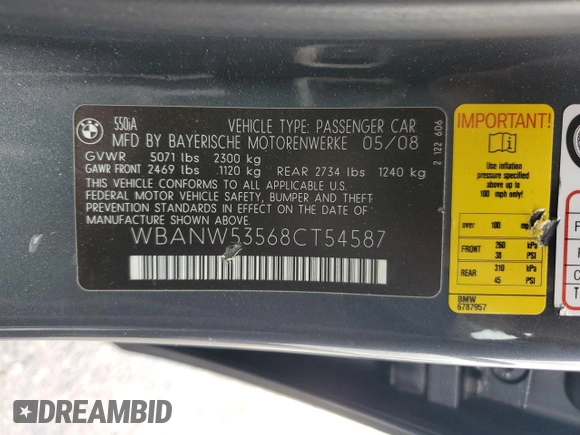 BMW
550iA
VEHICLE TYPE: PASSENGER CAR
MFD BY BAYERISCHE MOTORENWERKE 05/08
GVWR 5071 lbs 2300 kg
GAWR FRONT 2469 lbs 1120 kg REAR 2734 lbs 1240 kg
THIS VEHICLE CONFORMS TO ALL APPLICABLE U.S.
FEDERAL MOTOR VEHICLE SAFETY, BUMPER AND THEFT
PREVENTION STANDARDS IN EFFECT ON THE DATE OF
MANUFACTURE SHOWN ABOVE
WBANW53568CT54587
2 122 606
IMPORTANT!
Use inflation
pressure specified
above for
up to
100 mph only!
over 100 mph
FRONT 260 kPa
38 PSI
REAR 310 kPa
45 PSI
BMW
6787957
F
C
T
DREAMBID